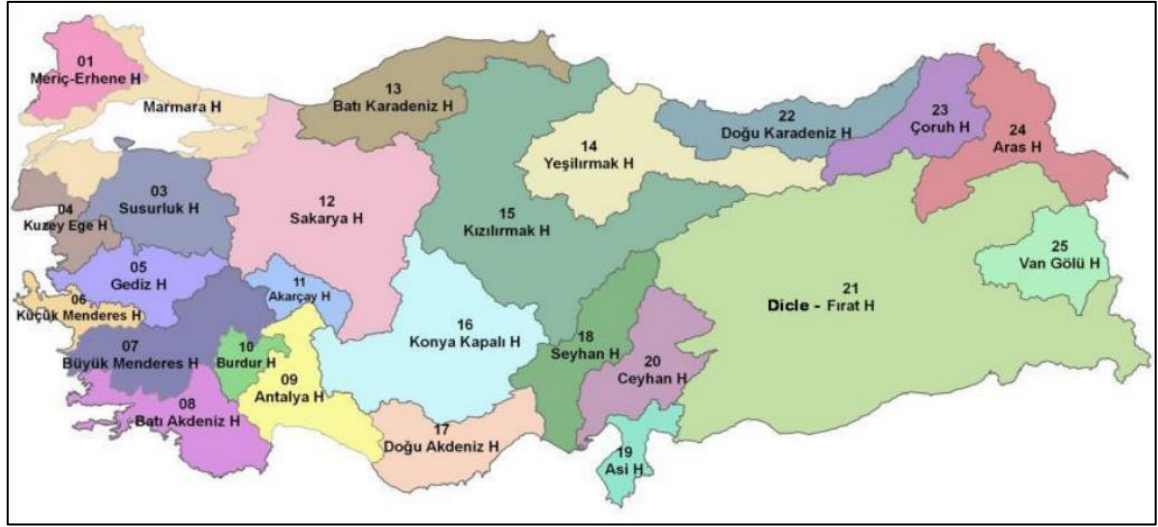 01
Meriç-Erhene H
Marmara H
03
Susurluk H
04
Kuzey Ege H
05
Gediz H
06
Küçük Menderes H
07
Büyük Menderes H
08
Batı Akdeniz H
09
Antalya H
10
Burdur H
11
Akarçay H
12
Sakarya H
13
Batı Karadeniz H
14
Yeşilırmak H
15
Kızılırmak H
16
Konya Kapalı H
17
Doğu Akdeniz H
18
Seyhan H
19
Asi H
20
Ceyhan H
21
Dicle - Fırat H
22
Doğu Karadeniz H
23
Çoruh H
24
Aras H
25
Van Gölü H